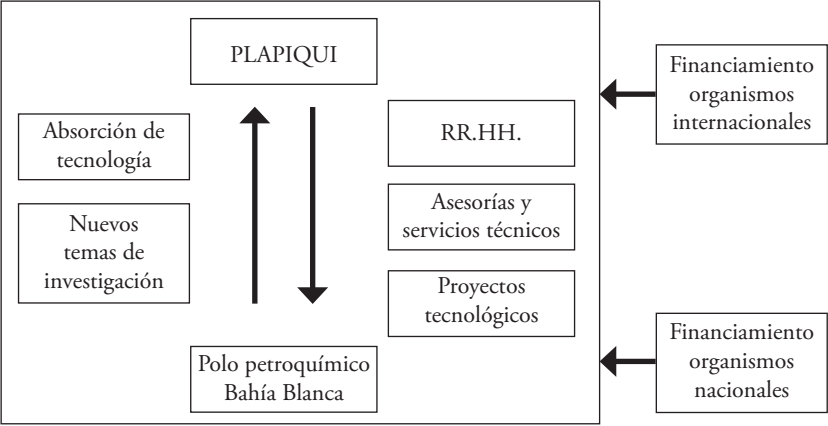 PLAPIQUI
Absorción de
tecnología
Nuevos
temas de
investigación
RR.HH.
Asesorías y
servicios técnicos
Proyectos
tecnológicos
Polo petroquímico
Bahía Blanca
Financiamiento
organismos
internacionales
Financiamiento
organismos
nacionales